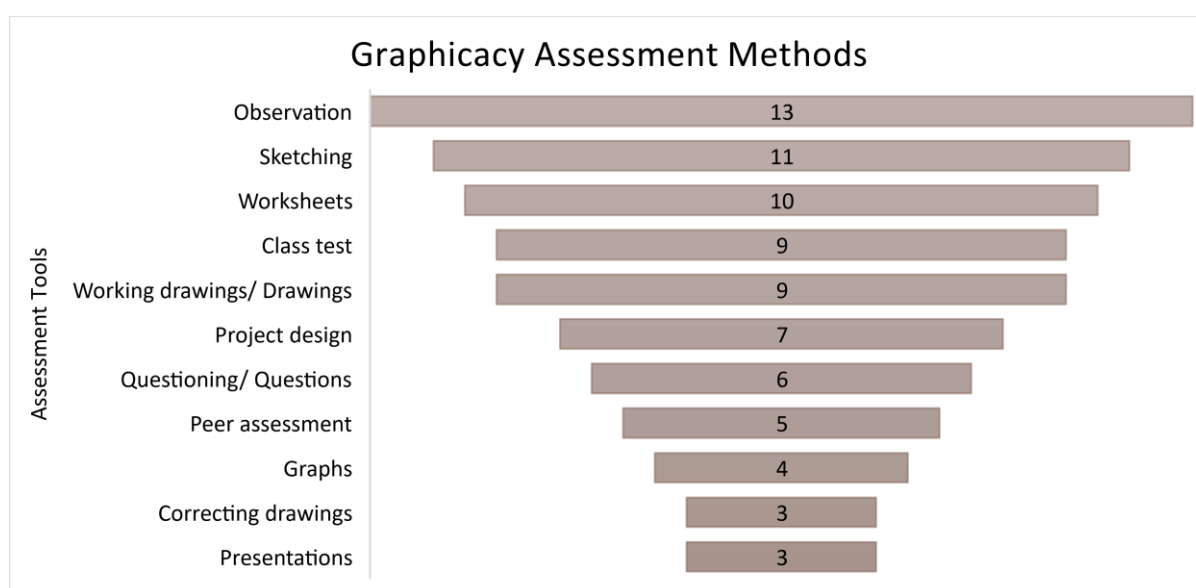 Graphicacy Assessment Methods
Assessment Tools
Observation 13
Sketching 11
Worksheets 10
Class test 9
Working drawings/ Drawings 9
Project design 7
Questioning/ Questions 6
Peer assessment 5
Graphs 4
Correcting drawings 3
Presentations 3